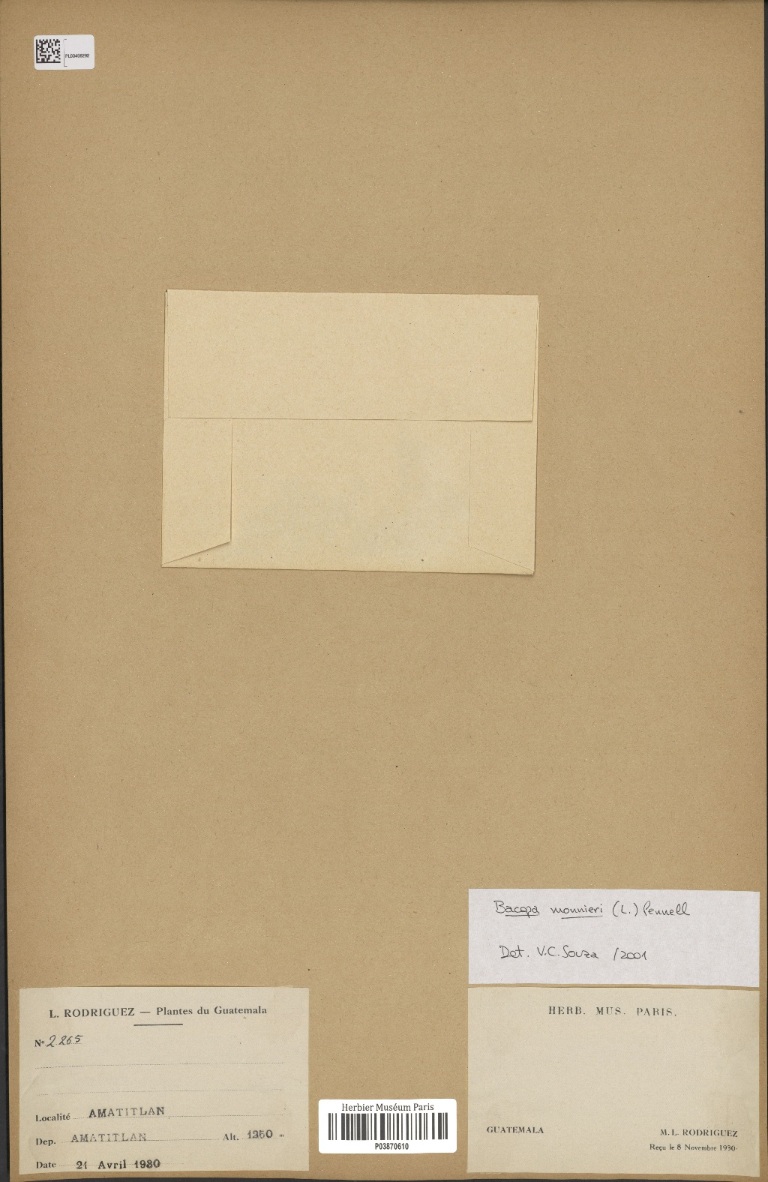 Bacopa monnieri (L.) Pennell
Det. V.C. Souza /2001
L. RODRIGUEZ — Plantes du Guatemala
No 2265
Localité AMATITLAN
Dep. AMATITLAN Alt. 1350
Date 21 Avril 1930
Herbier Muséum Paris
P03870610
HERB. MUS. PARIS.
GUATEMALA
M. L. RODRIGUEZ
Reçu le 8 Novembre 1930